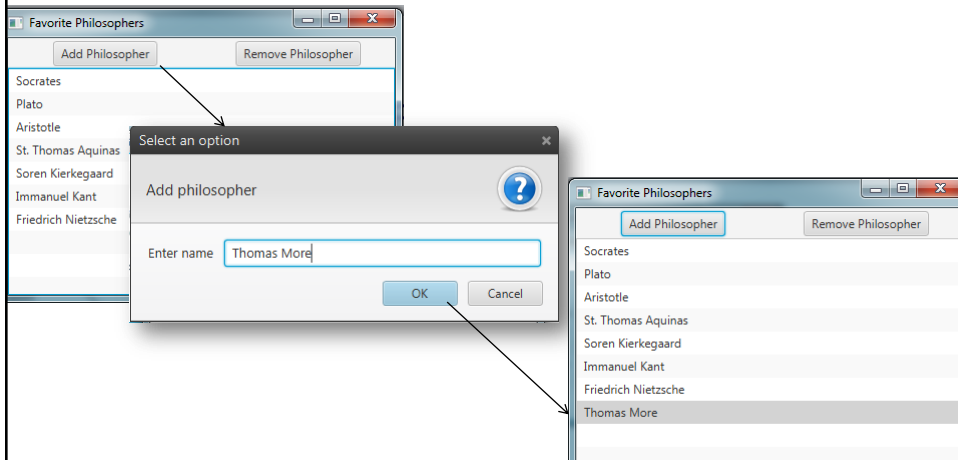 Favorite Philosophers
Add Philosopher Remove Philosopher
Socrates
Plato
Aristotle
St. Thomas Aquinas
Soren Kierkegaard
Immanuel Kant
Friedrich Nietzsche
Select an option
Add philosopher
Enter name Thomas More
OK Cancel
Favorite Philosophers
Add Philosopher Remove Philosopher
Socrates
Plato
Aristotle
St. Thomas Aquinas
Soren Kierkegaard
Immanuel Kant
Friedrich Nietzsche
Thomas More